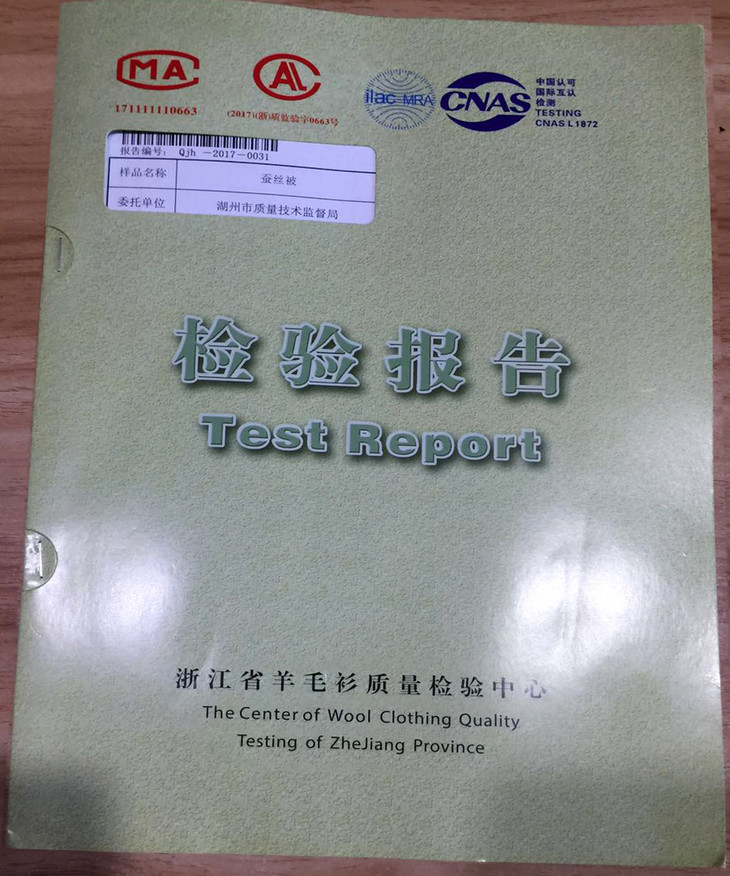 MA
171111110663
AL
(2017)(浙)质监验字0663号
ilac-MRA
CNAS
中国认可
国际互认
检测
TESTING
CNAS L1872
报告编号： Qjh －2017－0031
样品名称 蚕丝被
委托单位 湖州市质量技术监督局
检验报告
Test Report
浙江省羊毛衫质量检验中心
The Center of Wool Clothing Quality
Testing of ZheJiang Province